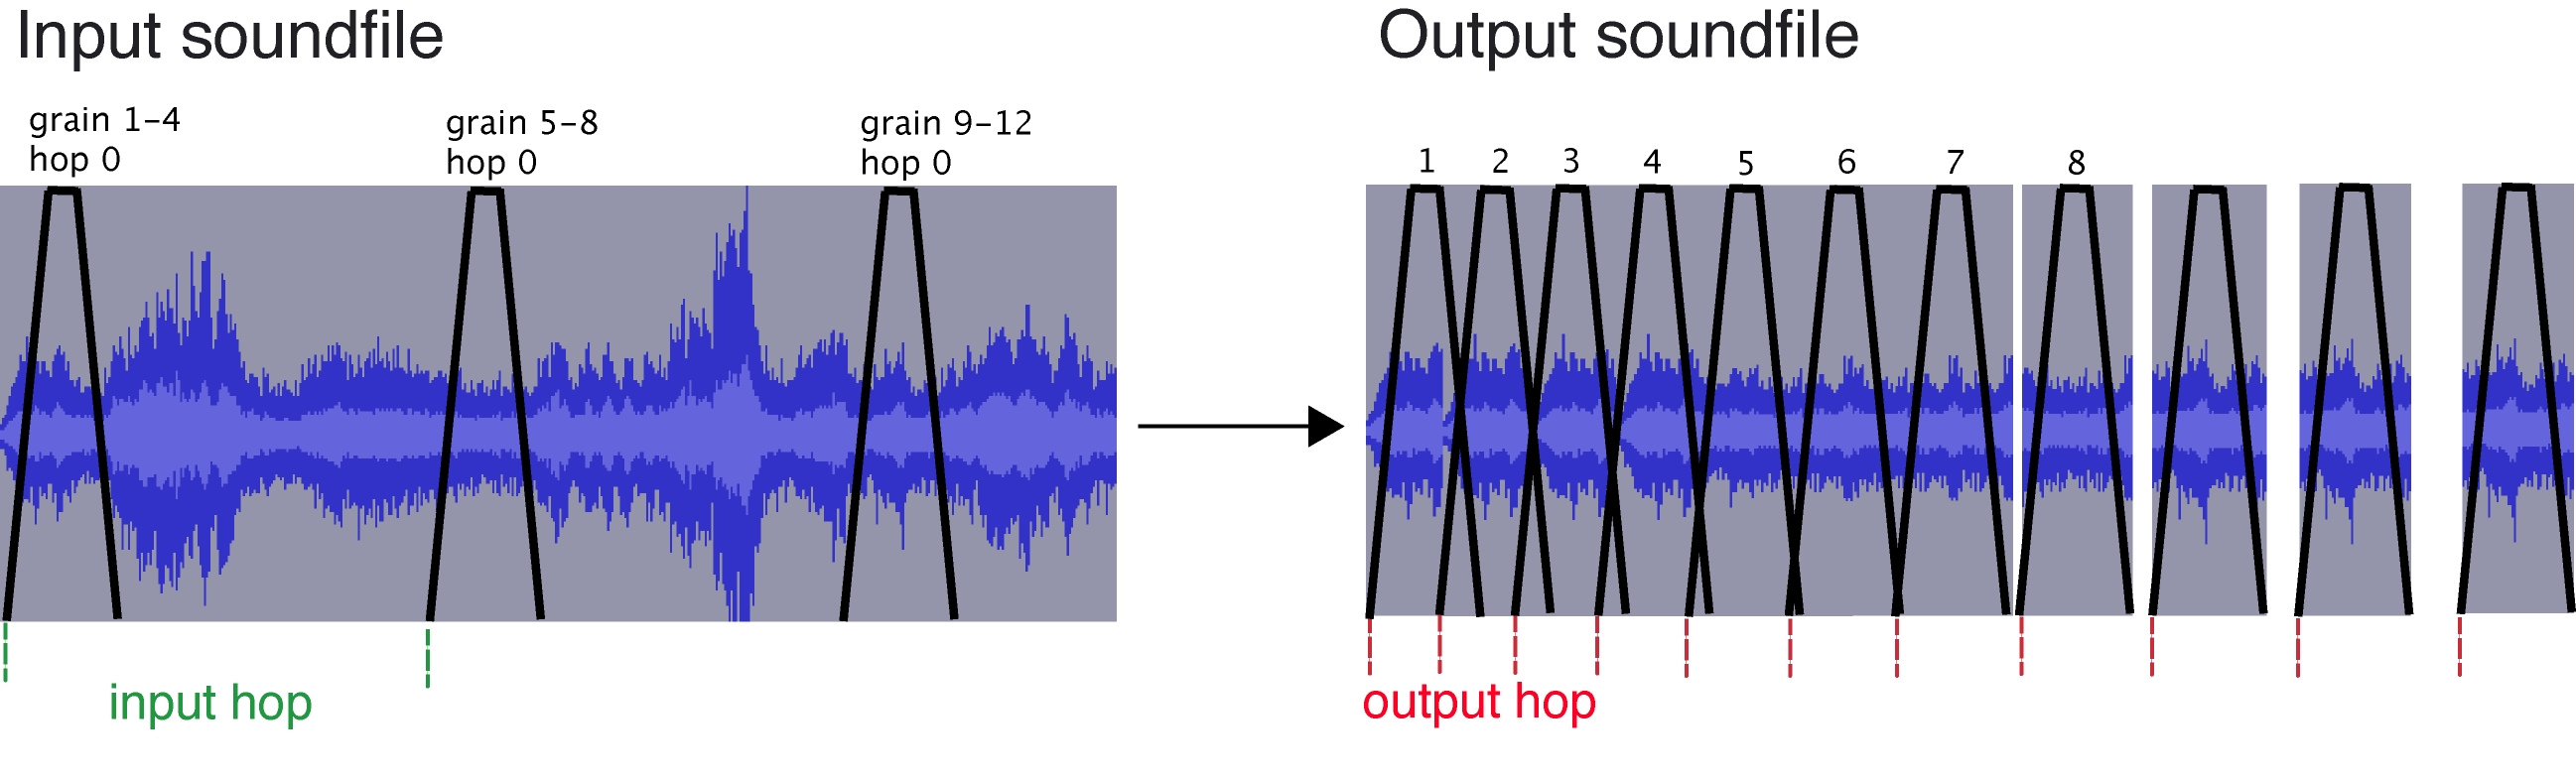 Input soundfile
grain 1–4
hop 0
grain 5–8
hop 0
grain 9–12
hop 0
input hop
Output soundfile
1 2 3 4 5 6 7 8
output hop